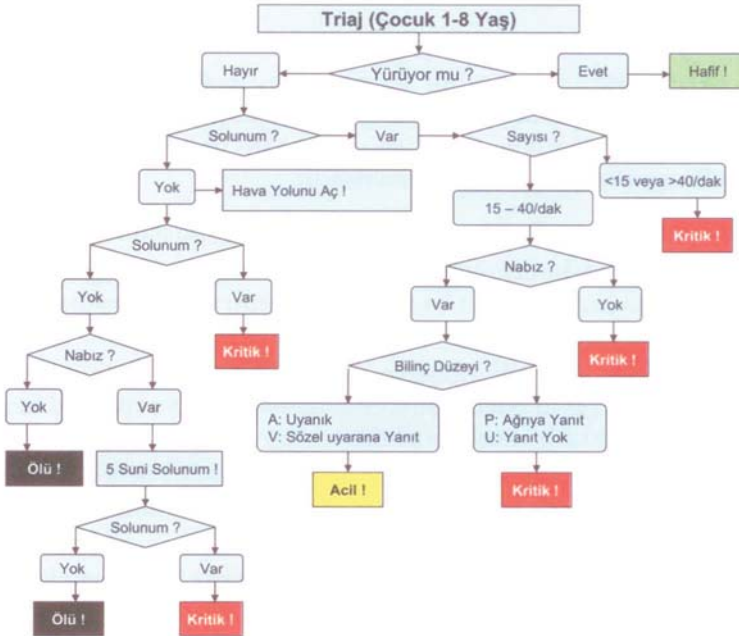 Triaj (Çocuk 1-8 Yaş)
Hayır
Yürüyor mu ?
Evet
Hafif !
Solunum ?
Var
Sayısı ?
Yok
Hava Yolunu Aç !
15 – 40/dak
<15 veya >40/dak
Kritik !
Solunum ?
Nabız ?
Yok
Var
Var
Yok
Nabız ?
Kritik !
Bilinç Düzeyi ?
Kritik !
Yok
Var
A: Uyanık
V: Sözel uyarana Yanıt
P: Ağrıya Yanıt
U: Yanıt Yok
Ölü !
5 Suni Solunum !
Acil !
Kritik !
Solunum ?
Yok
Var
Ölü !
Kritik !